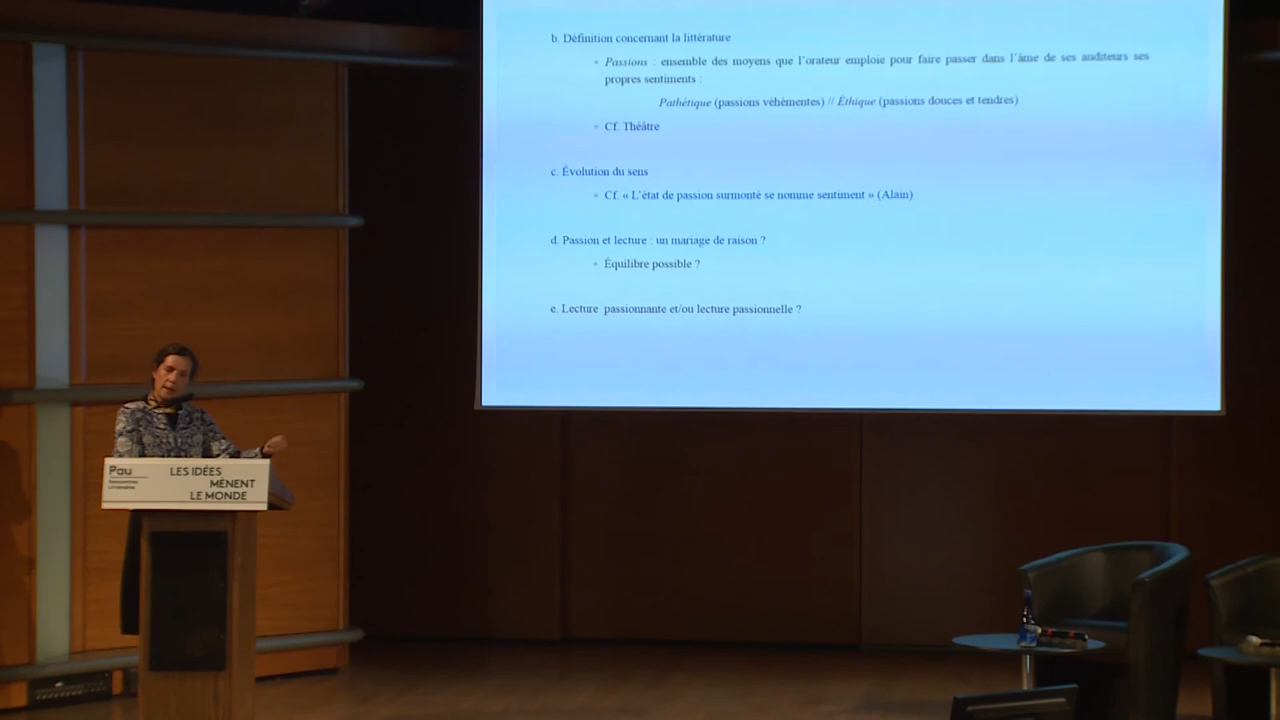 b. Définition concernant la littérature
Passions : ensemble des moyens que l'orateur emploie pour faire passer dans l'âme de ses auditeurs ses
propres sentiments :
Pathétique (passions véhémentes) // Éthique (passions douces et tendres)
Cf. Théâtre
c. Évolution du sens
Cf. « L'état de passion surmonté se nomme sentiment » (Alain)
d. Passion et lecture : un mariage de raison ?
Équilibre possible ?
e. Lecture passionnante et/ou lecture passionnelle ?
Pau
Rencontres
Littéraires
LES IDÉES
MÈNENT
LE MONDE